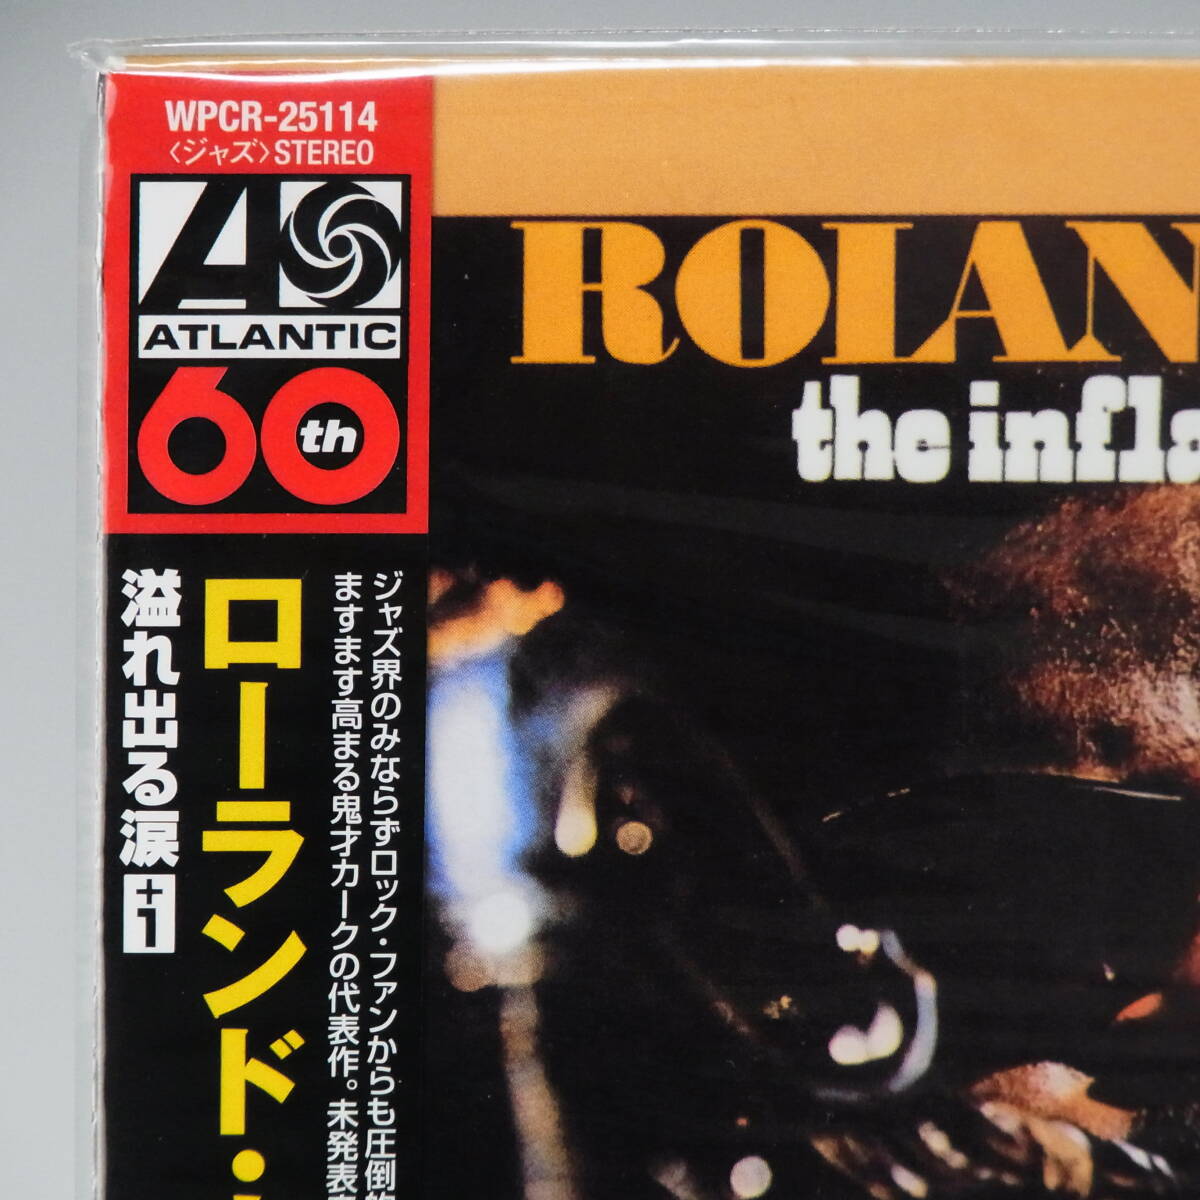 WPCR-25114
〈ジャズ〉STEREO
ATLANTIC
60th
ROLAN
the infla
ジャズ界のみならずロック・ファンからも圧倒的
ますます高まる鬼才カークの代表作。未発表
ローランド・
溢れ出る涙+1